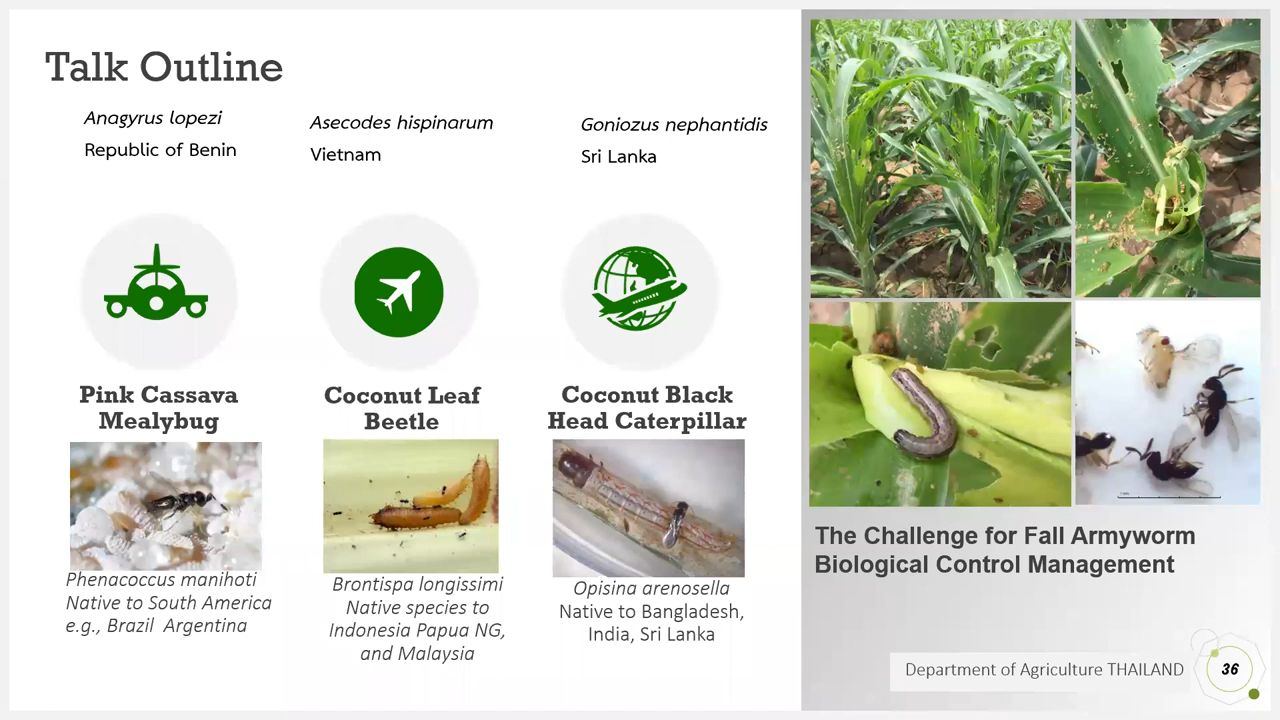 Talk Outline
Anagyrus lopezi
Republic of Benin
Asecodes hispinarum
Vietnam
Goniozus nephantidis
Sri Lanka
Pink Cassava
Mealybug
Coconut Leaf
Beetle
Coconut Black
Head Caterpillar
Phenacoccus manihoti
Native to South America
e.g., Brazil Argentina
Brontispa longissimi
Native species to
Indonesia Papua NG,
and Malaysia
Opisina arenosella
Native to Bangladesh,
India, Sri Lanka
The Challenge for Fall Armyworm
Biological Control Management
Department of Agriculture THAILAND
36